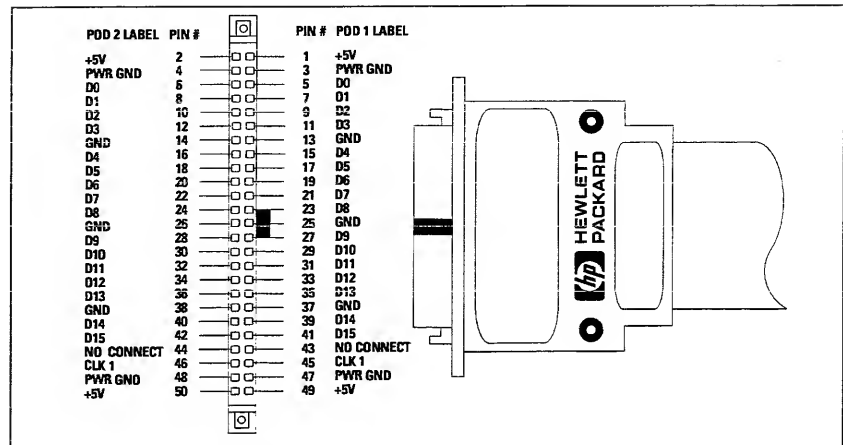 POD 2 LABEL PIN # PIN # POD 1 LABEL
+5V 2 1 +5V
PWR GND 4 3 PWR GND
D0 6 5 D0
D1 8 7 D1
D2 10 9 D2
D3 12 11 D3
GND 14 13 GND
D4 16 15 D4
D5 18 17 D5
D6 20 19 D6
D7 22 21 D7
D8 24 23 D8
GND 26 25 GND
D9 28 27 D9
D10 30 29 D10
D11 32 31 D11
D12 34 33 D12
D13 36 35 D13
GND 38 37 GND
D14 40 39 D14
D15 42 41 D15
NO CONNECT 44 43 NO CONNECT
CLK 1 46 45 CLK 1
PWR GND 48 47 PWR GND
+5V 50 49 +5V
hp HEWLETT
PACKARD